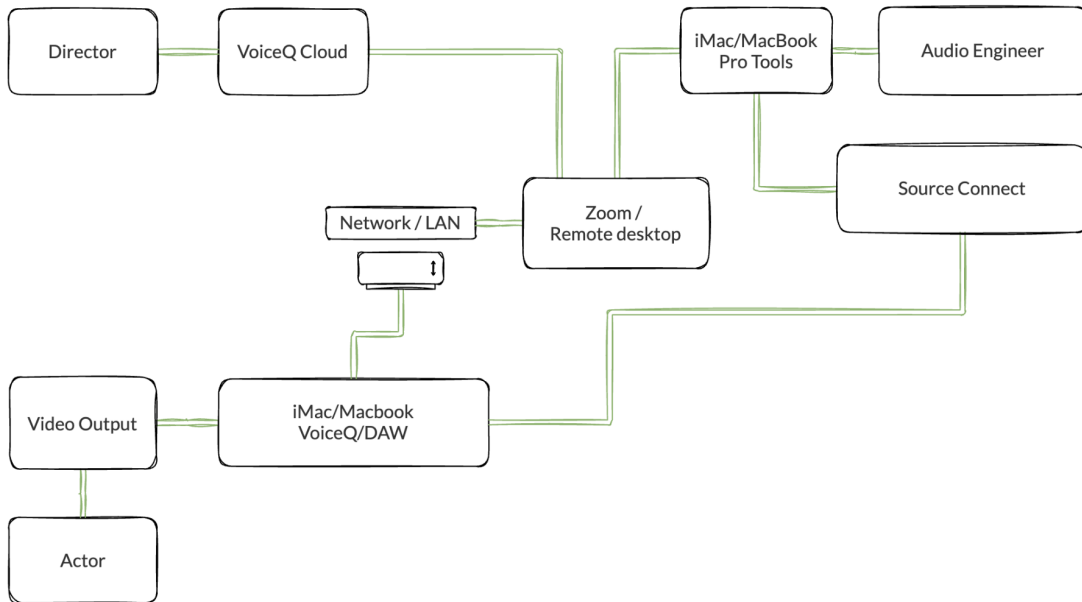 Director
VoiceQ Cloud
iMac/MacBook
Pro Tools
Audio Engineer
Source Connect
Zoom /
Remote desktop
Network / LAN
iMac/Macbook
VoiceQ/DAW
Video Output
Actor